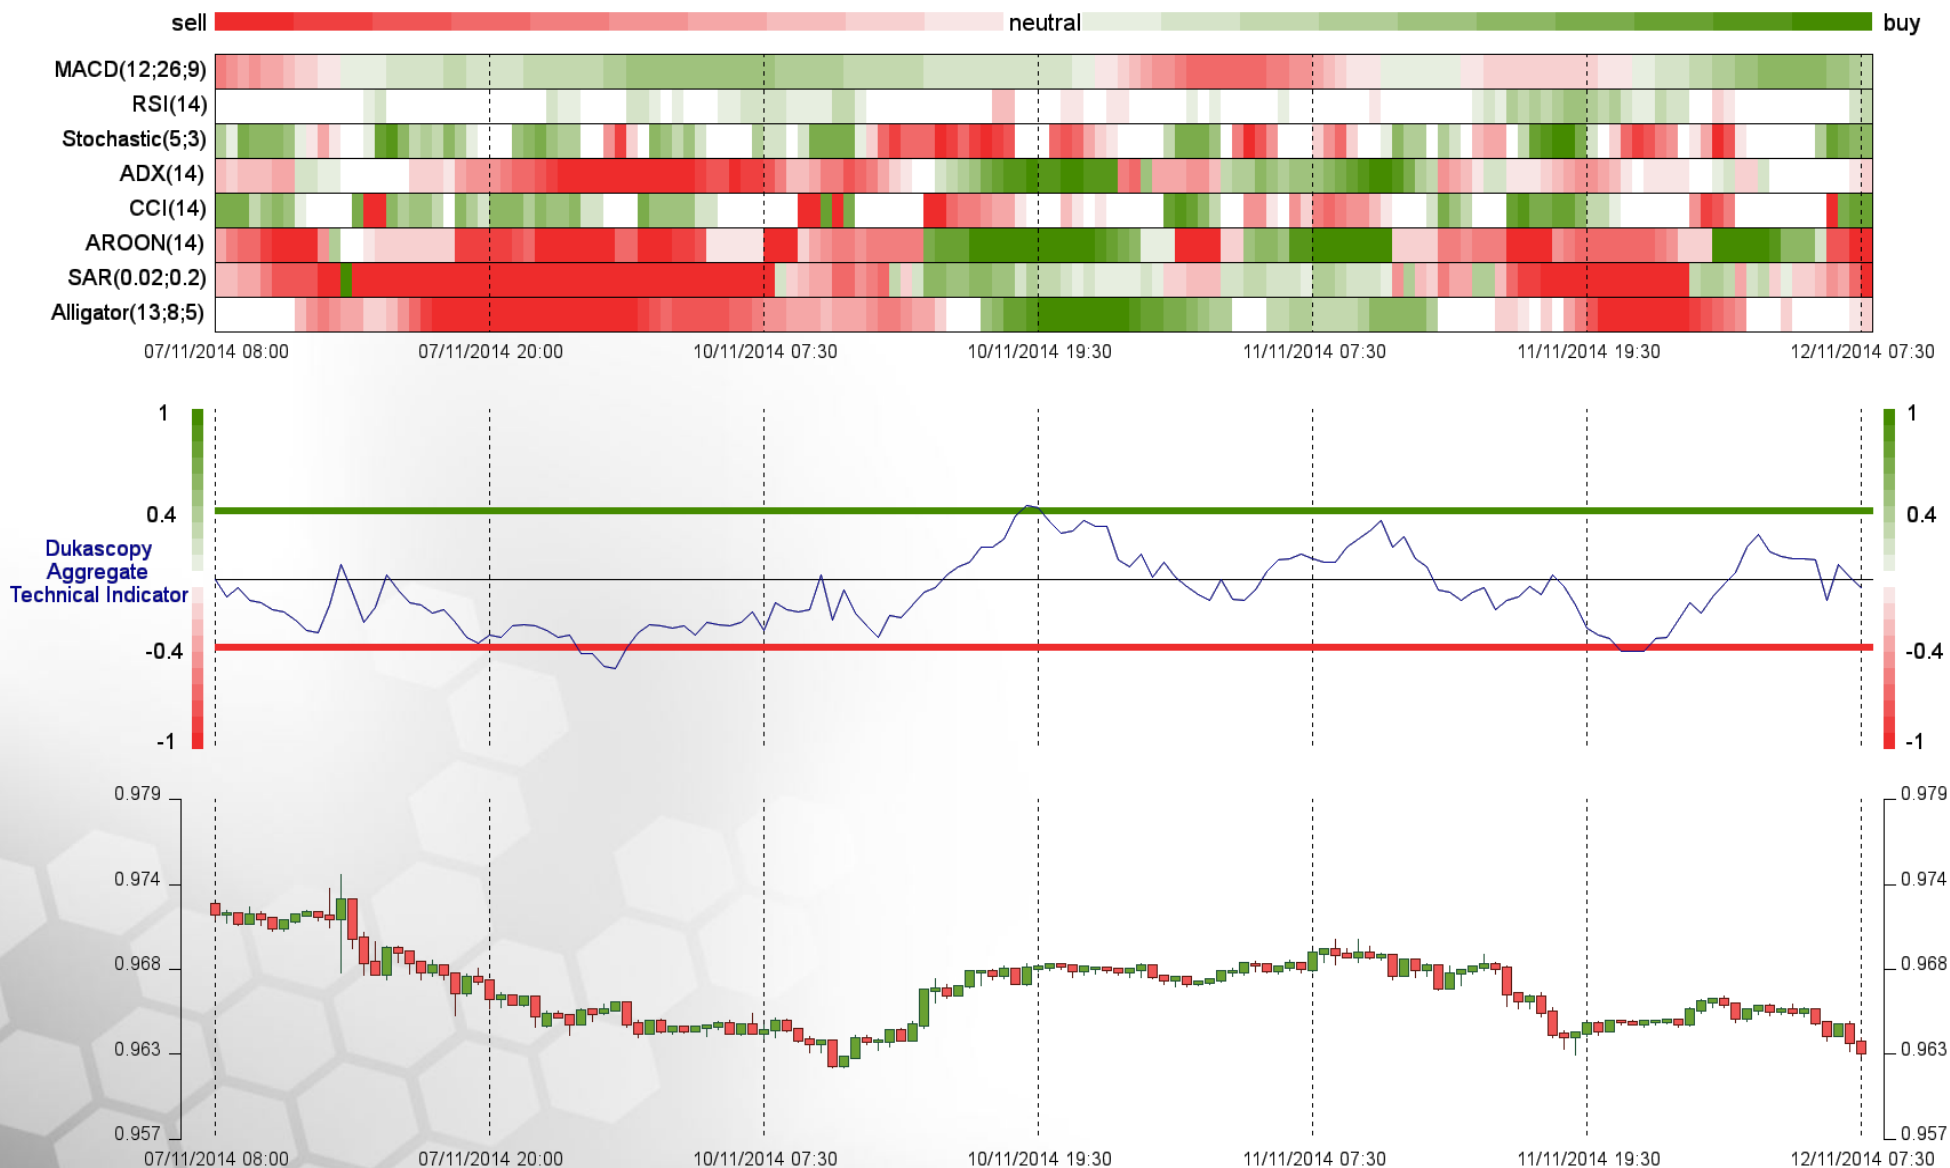 sell neutral buy
MACD(12;26;9)
RSI(14)
Stochastic(5;3)
ADX(14)
CCI(14)
AROON(14)
SAR(0.02;0.2)
Alligator(13;8;5)
07/11/2014 08:00 07/11/2014 20:00 10/11/2014 07:30 10/11/2014 19:30 11/11/2014 07:30 11/11/2014 19:30 12/11/2014 07:30
1 1
0.4 0.4
Dukascopy
Aggregate
Technical Indicator
-0.4 -0.4
-1 -1
0.979 0.979
0.974 0.974
0.968 0.968
0.963 0.963
0.957 0.957
07/11/2014 08:00 07/11/2014 20:00 10/11/2014 07:30 10/11/2014 19:30 11/11/2014 07:30 11/11/2014 19:30 12/11/2014 07:30